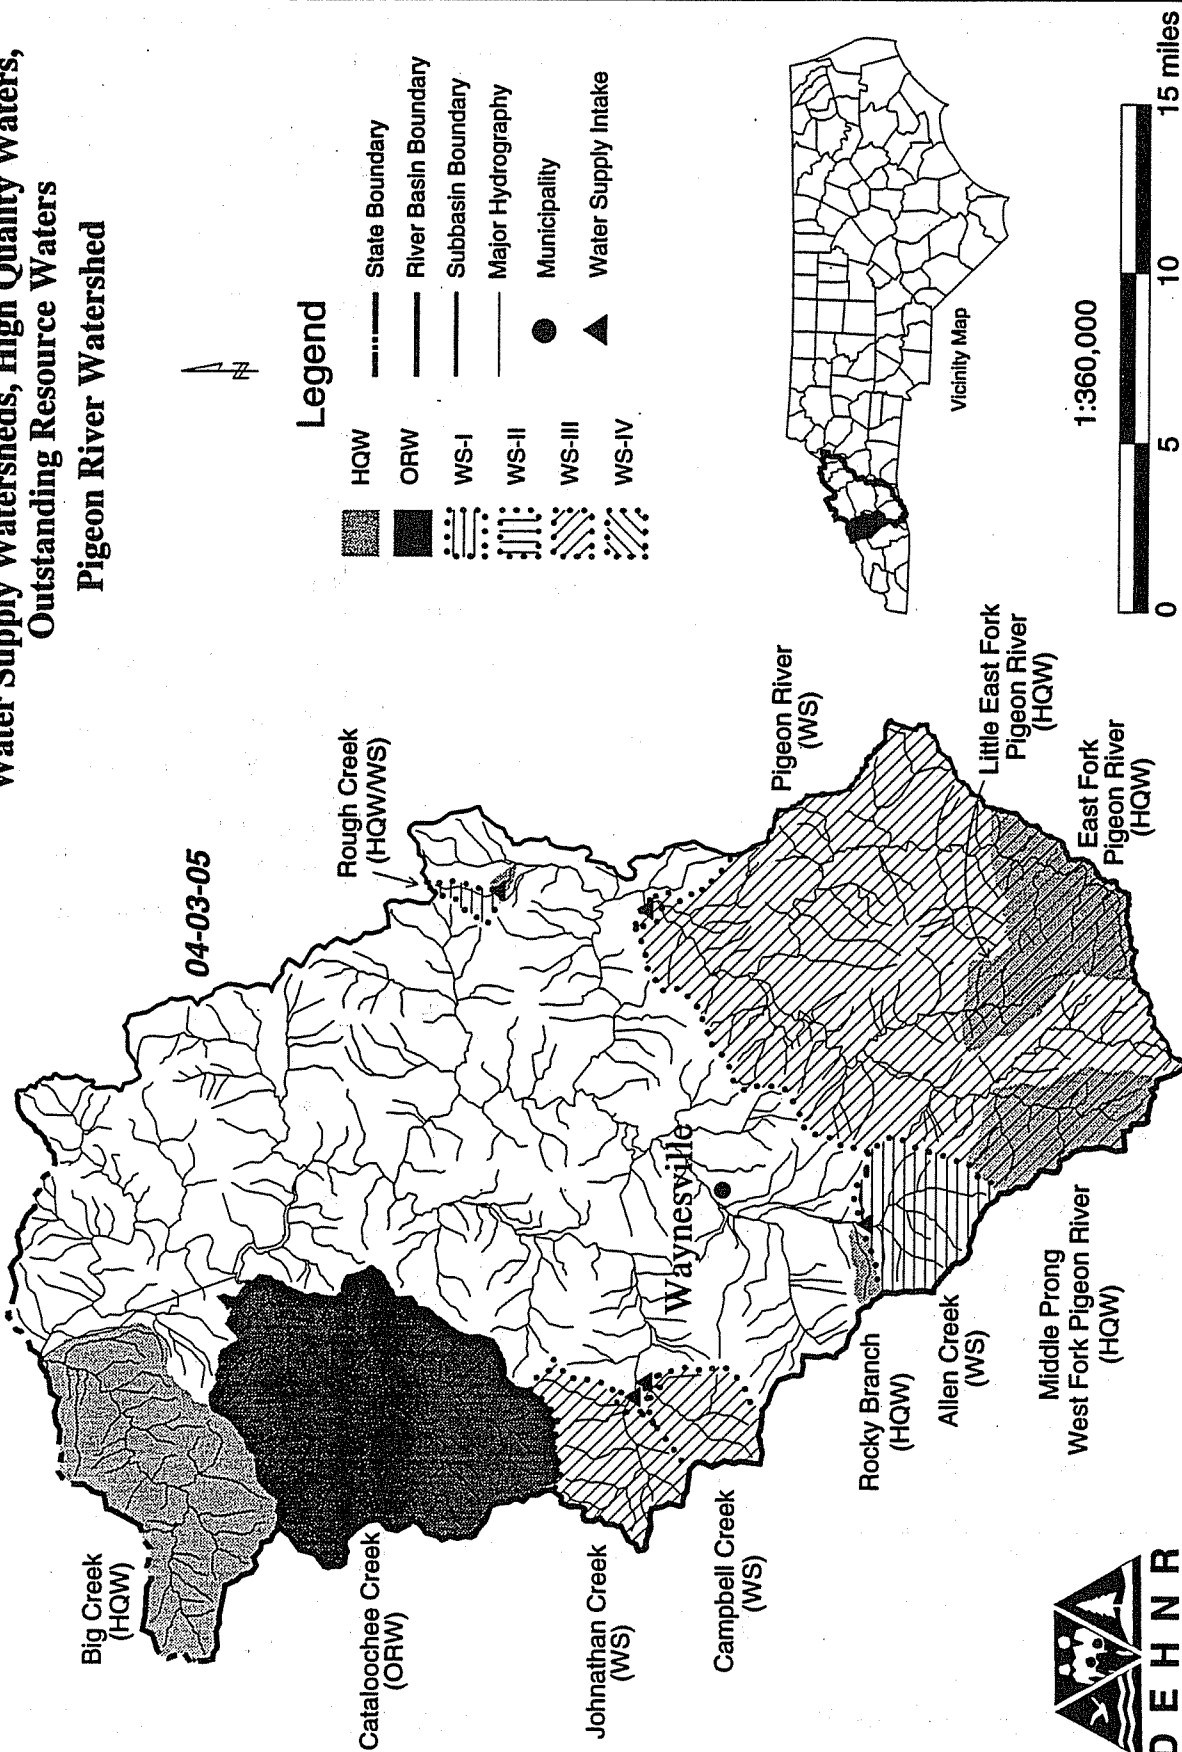 Water Supply Watersheds, High Quality Waters,
Outstanding Resource Waters
Pigeon River Watershed
N
Legend
HQW
ORW
WS-I
WS-II
WS-III
WS-IV
State Boundary
River Basin Boundary
Subbasin Boundary
Major Hydrography
Municipality
Water Supply Intake
04-03-05
Big Creek
(HQW)
Cataloochee Creek
(ORW)
Johnathan Creek
(WS)
Campbell Creek
(WS)
Rocky Branch
(HQW)
Allen Creek
(WS)
Middle Prong
West Fork Pigeon River
(HQW)
Waynesville
Rough Creek
(HQW/WS)
Pigeon River
(WS)
Little East Fork
Pigeon River
(HQW)
East Fork
Pigeon River
(HQW)
Vicinity Map
1:360,000
0 5 10 15 miles
D E H N R